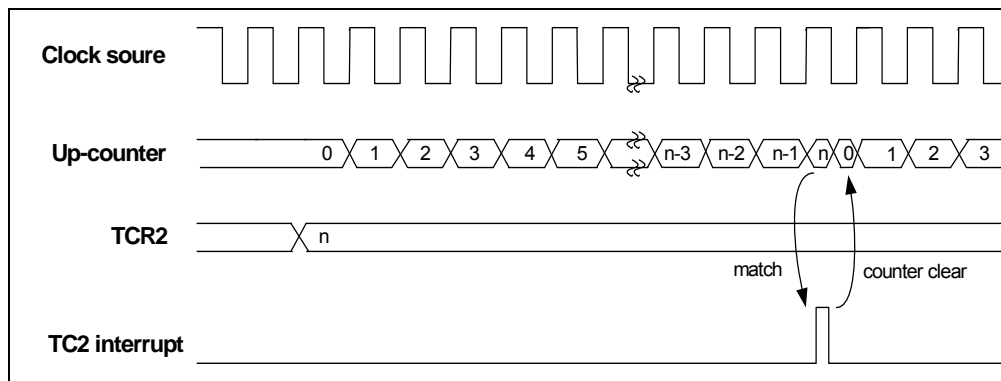 Clock soure
Up-counter 0 1 2 3 4 5 n-3 n-2 n-1 n 0 1 2 3
TCR2 n
match counter clear
TC2 interrupt